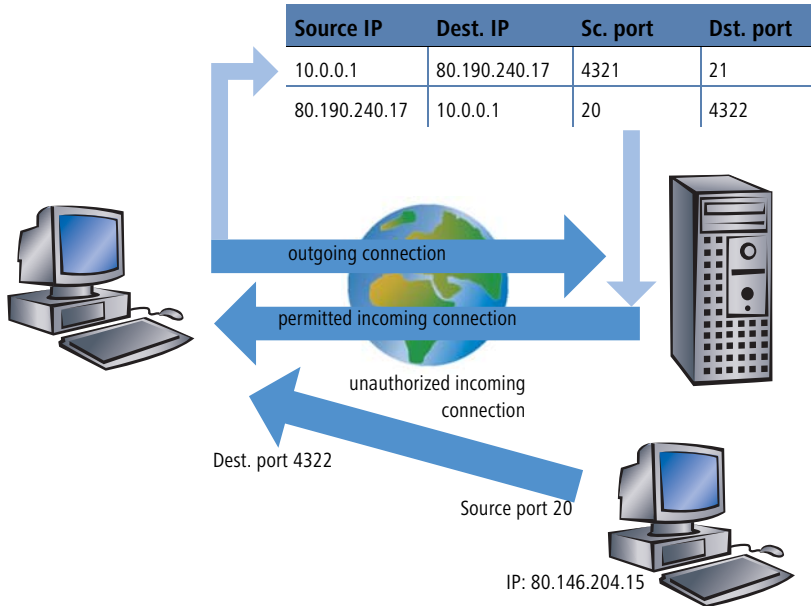 Source IP Dest. IP Sc. port Dst. port
10.0.0.1 80.190.240.17 4321 21
80.190.240.17 10.0.0.1 20 4322
outgoing connection
permitted incoming connection
unauthorized incoming
connection
Dest. port 4322
Source port 20
IP: 80.146.204.15